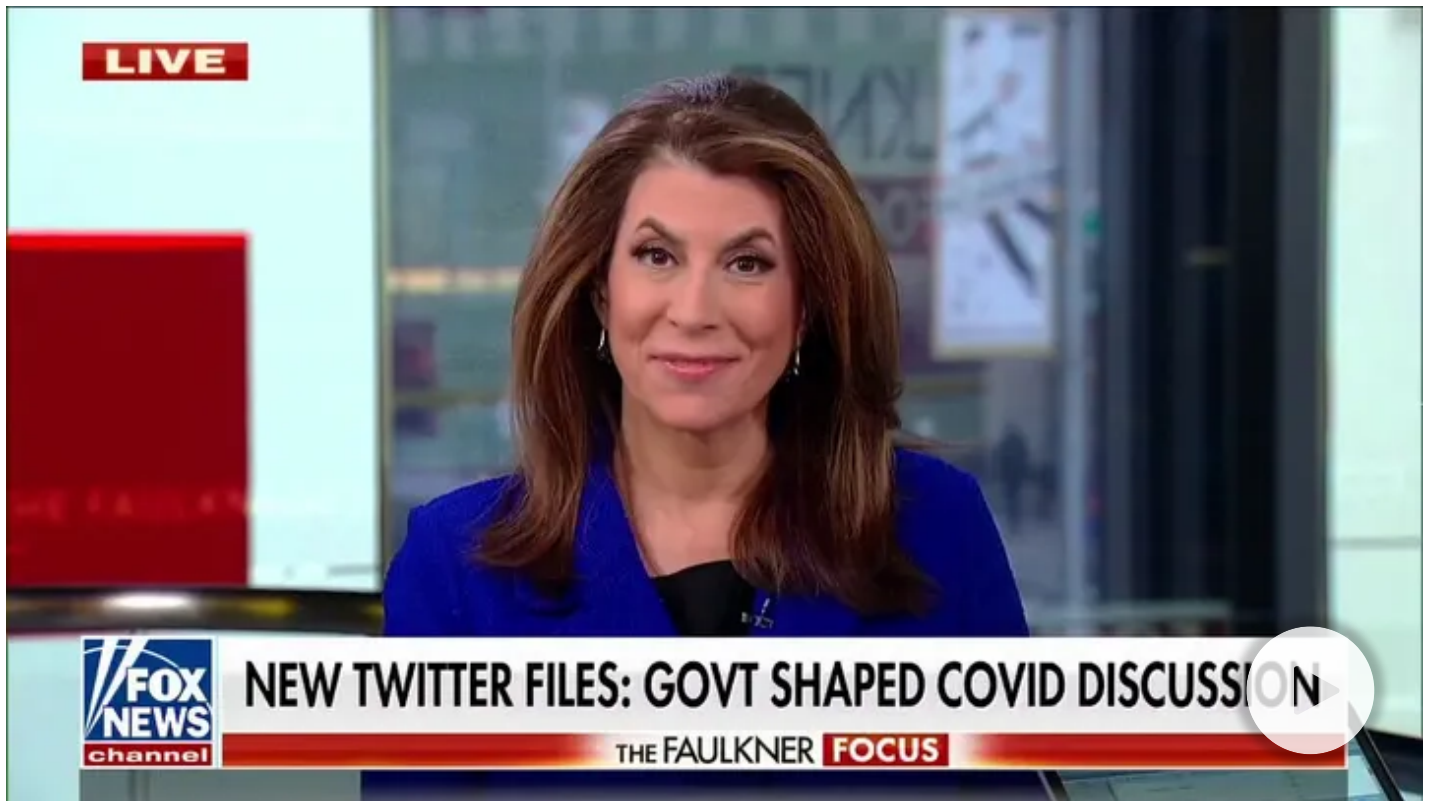 LIVE
FOX
NEWS
channel
NEW TWITTER FILES: GOVT SHAPED COVID DISCUSSION
THE FAULKNER FOCUS